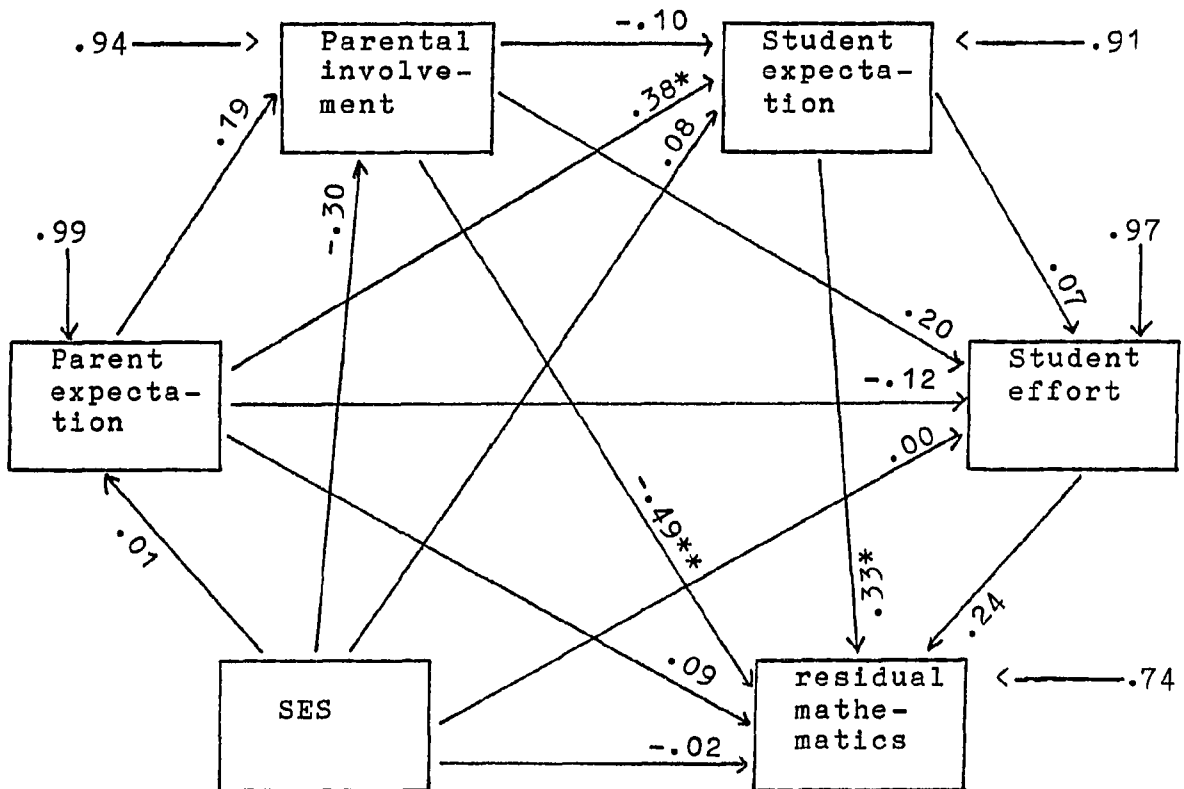 -.10
.94
Parental
involve-
ment
Student
expecta-
tion
.91
.38*
.08
.19
-.30
.99
.97
.07
.20
Parent
expecta-
tion
-.12
Student
effort
.00
.01
-.49**
.33*
.24
.09
SES
-.02
residual
mathe-
matics
.74